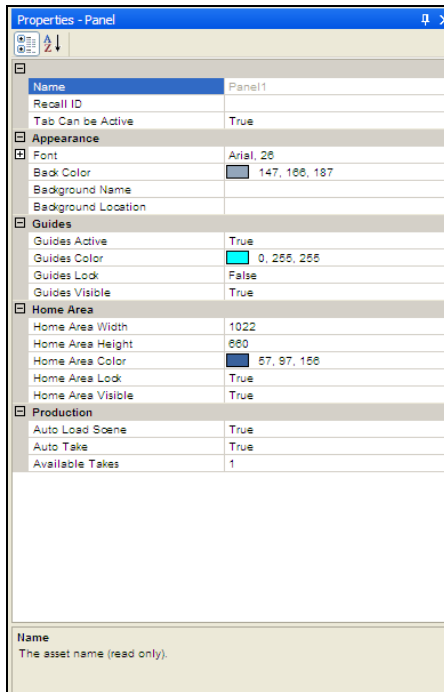 Properties - Panel
Name Panel1
Recall ID
Tab Can be Active True
Appearance
Font Arial, 26
Back Color 147, 166, 187
Background Name
Background Location
Guides
Guides Active True
Guides Color 0, 255, 255
Guides Lock False
Guides Visible True
Home Area
Home Area Width 1022
Home Area Height 660
Home Area Color 57, 97, 156
Home Area Lock True
Home Area Visible True
Production
Auto Load Scene True
Auto Take True
Available Takes 1
Name
The asset name (read only).